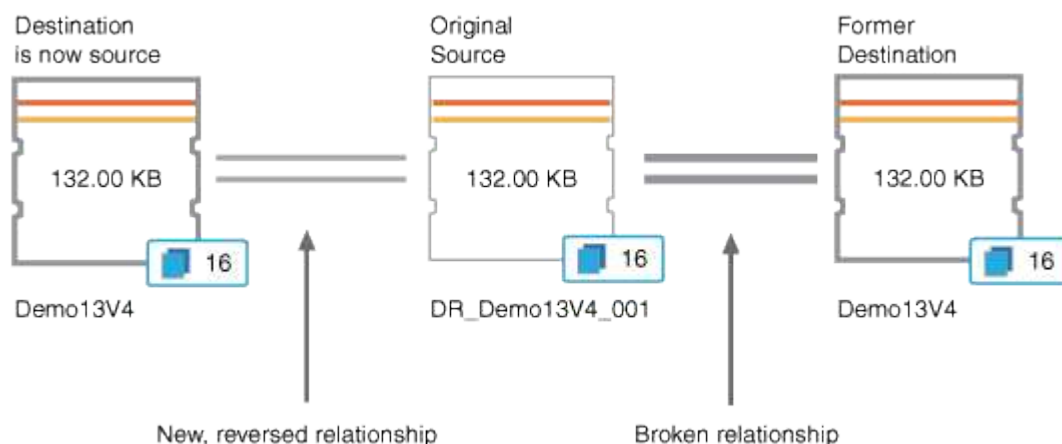 Destination
is now source
Original
Source
Former
Destination
132.00 KB
132.00 KB
132.00 KB
16
16
16
Demo13V4
DR_Demo13V4_001
Demo13V4
New, reversed relationship
Broken relationship